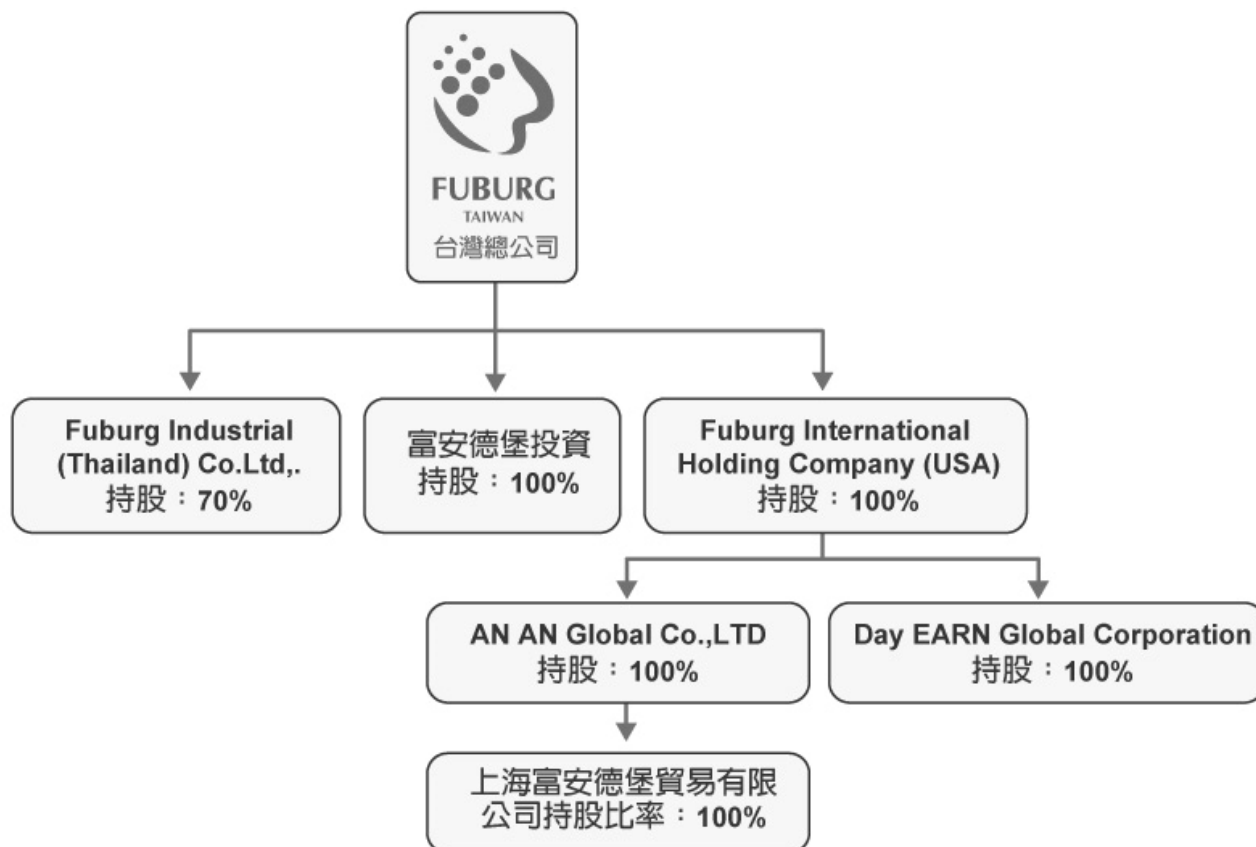 FUBURG
TAIWAN
台灣總公司
Fuburg Industrial
(Thailand) Co.Ltd,.
持股：70%
富安德堡投資
持股：100%
Fuburg International
Holding Company (USA)
持股：100%
AN AN Global Co.,LTD
持股：100%
Day EARN Global Corporation
持股：100%
上海富安德堡貿易有限
公司持股比率：100%